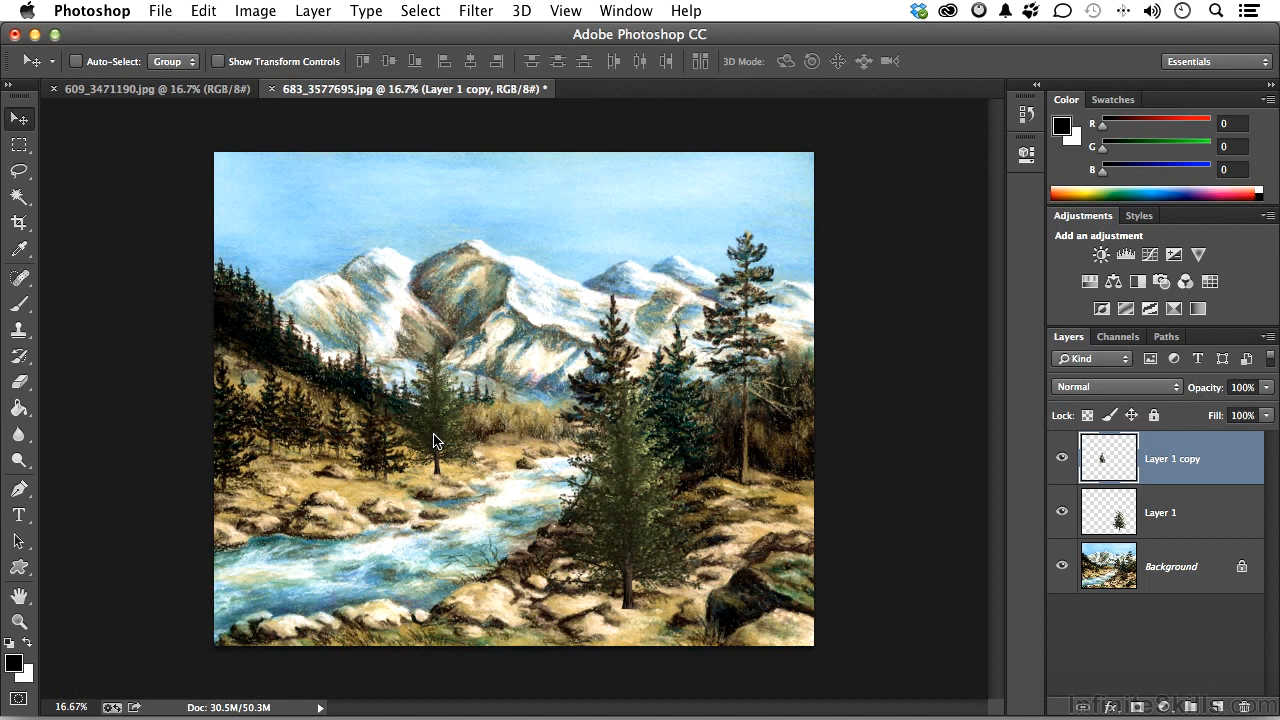 Photoshop File Edit Image Layer Type Select Filter 3D View Window Help
Adobe Photoshop CC
Auto-Select: Group Show Transform Controls 3D Mode: Essentials
609_3471190.jpg @ 16.7% (RGB/8#) 683_3577695.jpg @ 16.7% (Layer 1 copy, RGB/8#) *
Color Swatches
R 0
G 0
B 0
Adjustments Styles
Add an adjustment
Layers Channels Paths
Kind
Normal Opacity: 100%
Lock: Fill: 100%
Layer 1 copy
Layer 1
Background
16.67% Doc: 30.5M/50.3M
InfiniteSkills.com